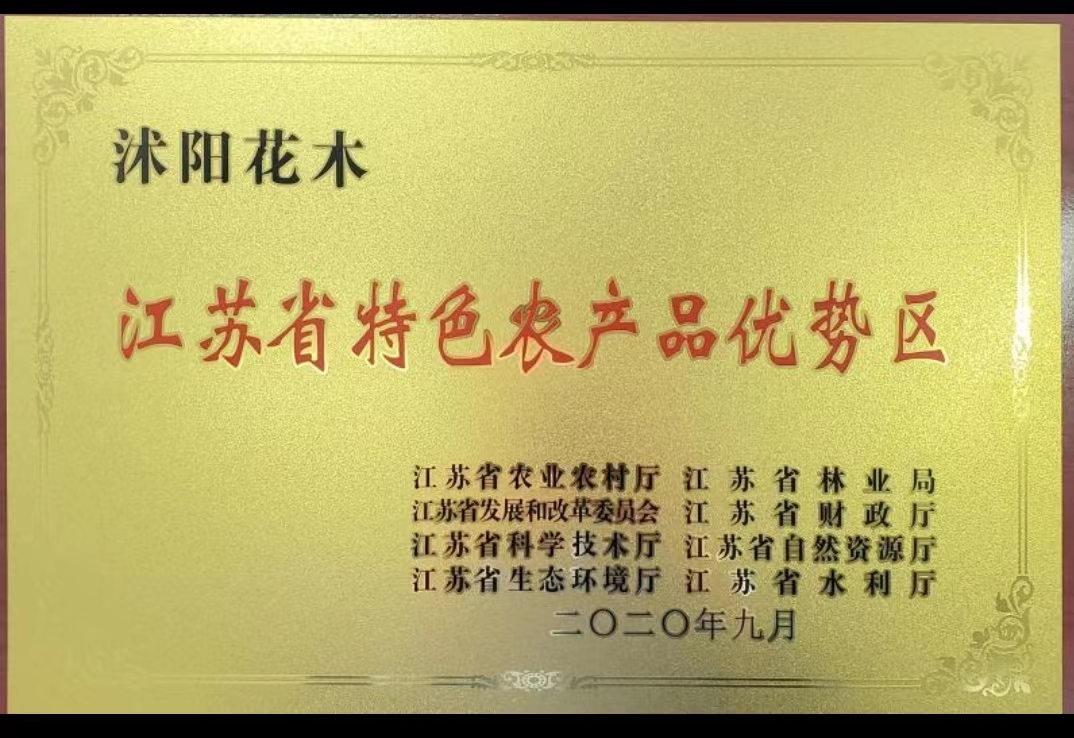 沭阳花木
江苏省特色农产品优势区
江苏省农业农村厅 江苏省林业局
江苏省发展和改革委员会 江苏省财政厅
江苏省科学技术厅 江苏省自然资源厅
江苏省生态环境厅 江苏省水利厅
二〇二〇年九月